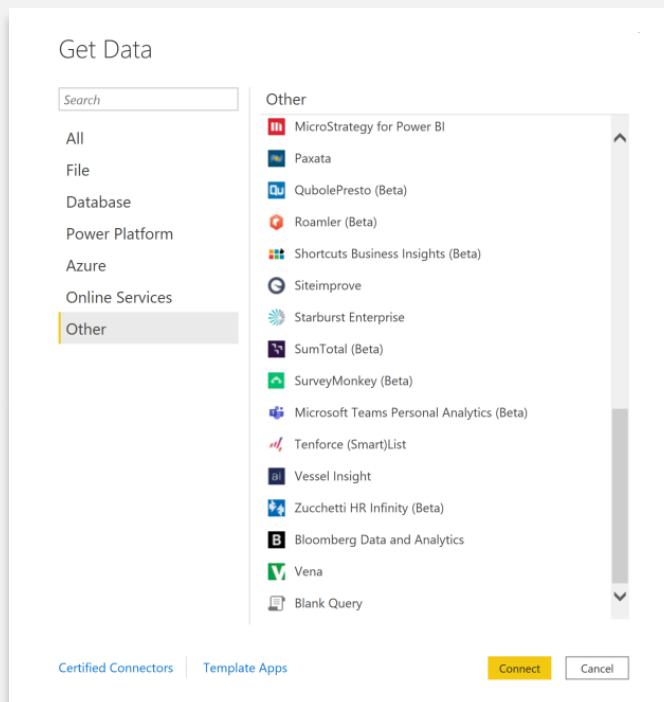 Get Data
Search
All
File
Database
Power Platform
Azure
Online Services
Other
Other
MicroStrategy for Power BI
Paxata
Qu QubolePresto (Beta)
Roamler (Beta)
Shortcuts Business Insights (Beta)
Siteimprove
Starburst Enterprise
SumTotal (Beta)
SurveyMonkey (Beta)
Microsoft Teams Personal Analytics (Beta)
Tenforce (Smart)List
ai Vessel Insight
Zucchetti HR Infinity (Beta)
B Bloomberg Data and Analytics
V Vena
Blank Query
Certified Connectors
Template Apps
Connect
Cancel